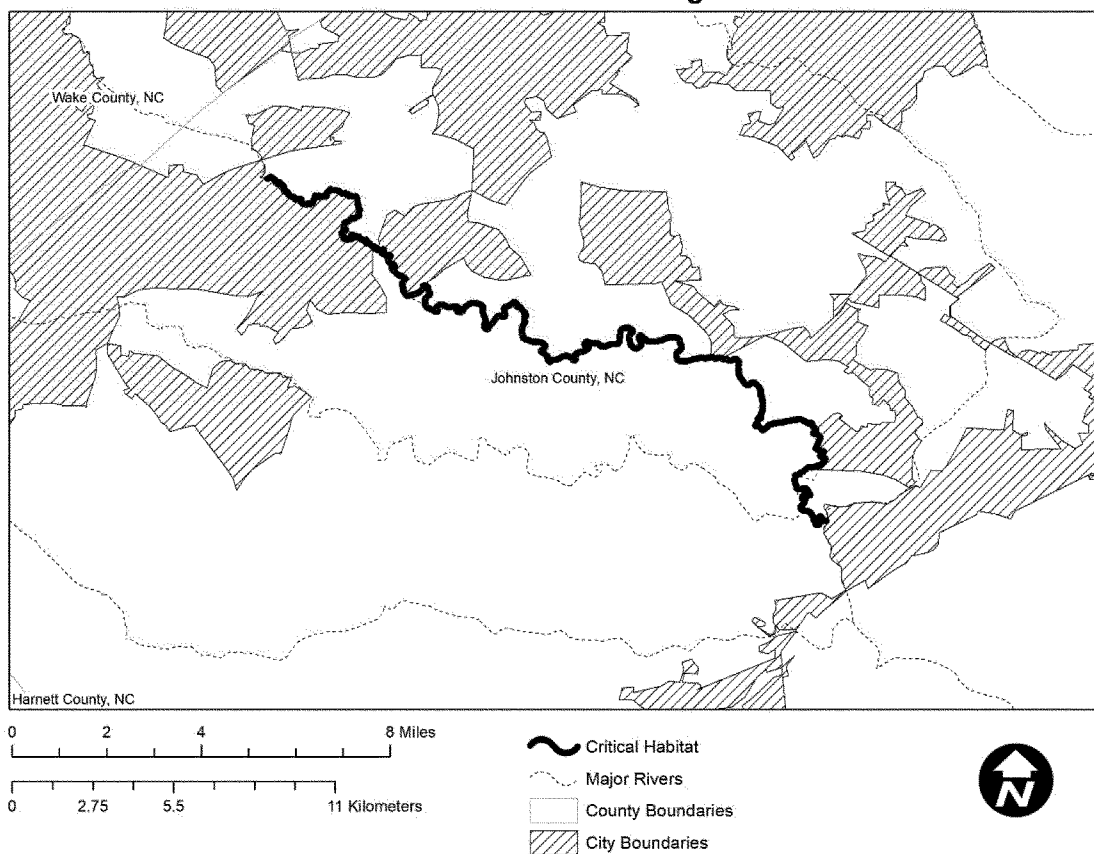 Wake County, NC
Johnston County, NC
Harnett County, NC
0 2 4 8 Miles
0 2.75 5.5 11 Kilometers
Critical Habitat
Major Rivers
County Boundaries
City Boundaries
N